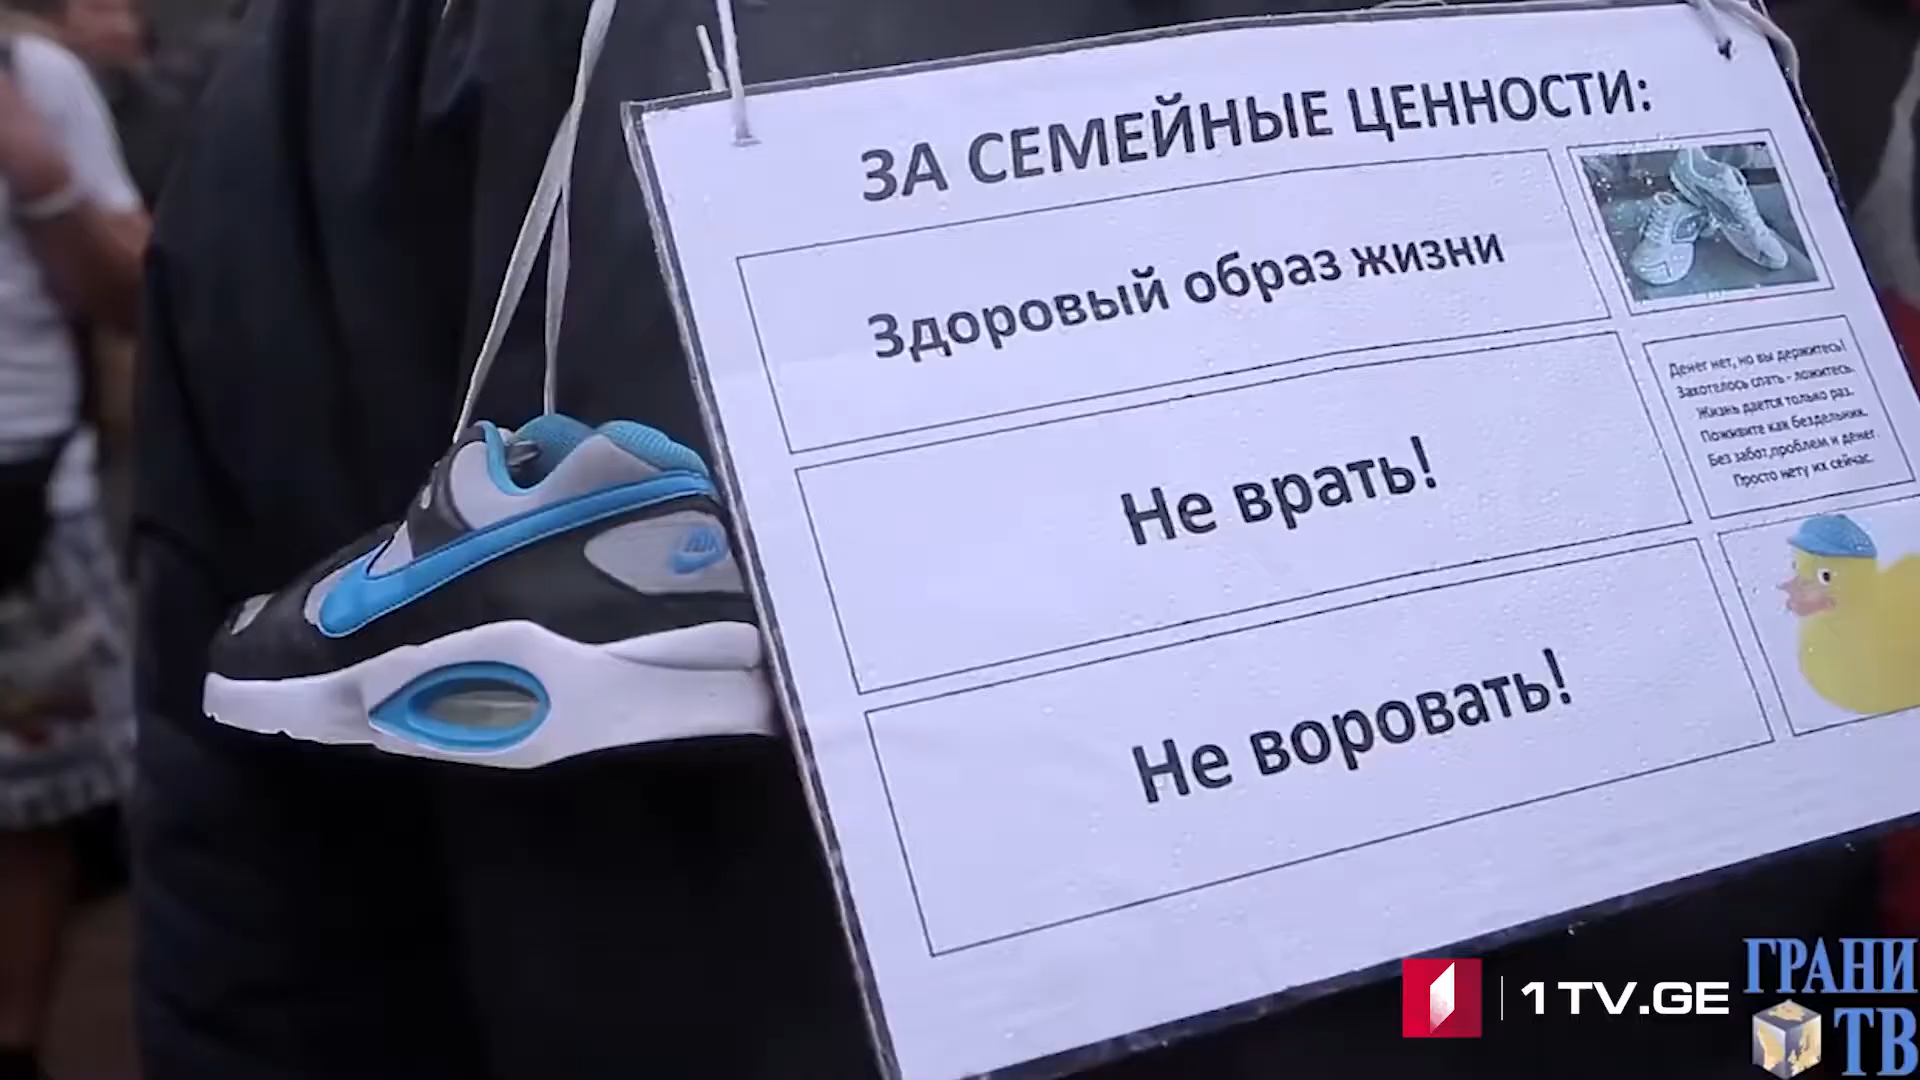 ЗА СЕМЕЙНЫЕ ЦЕННОСТИ:
Здоровый образ жизни
Не врать!
Не воровать!
Денег нет, но вы держитесь!
Захотелось спать - ложитесь.
Жизнь дается только раз.
Поживите как бездельник.
Без забот,проблем и денег.
Просто нету их сейчас.
1TV.GE
ГРАНИ
ТВ